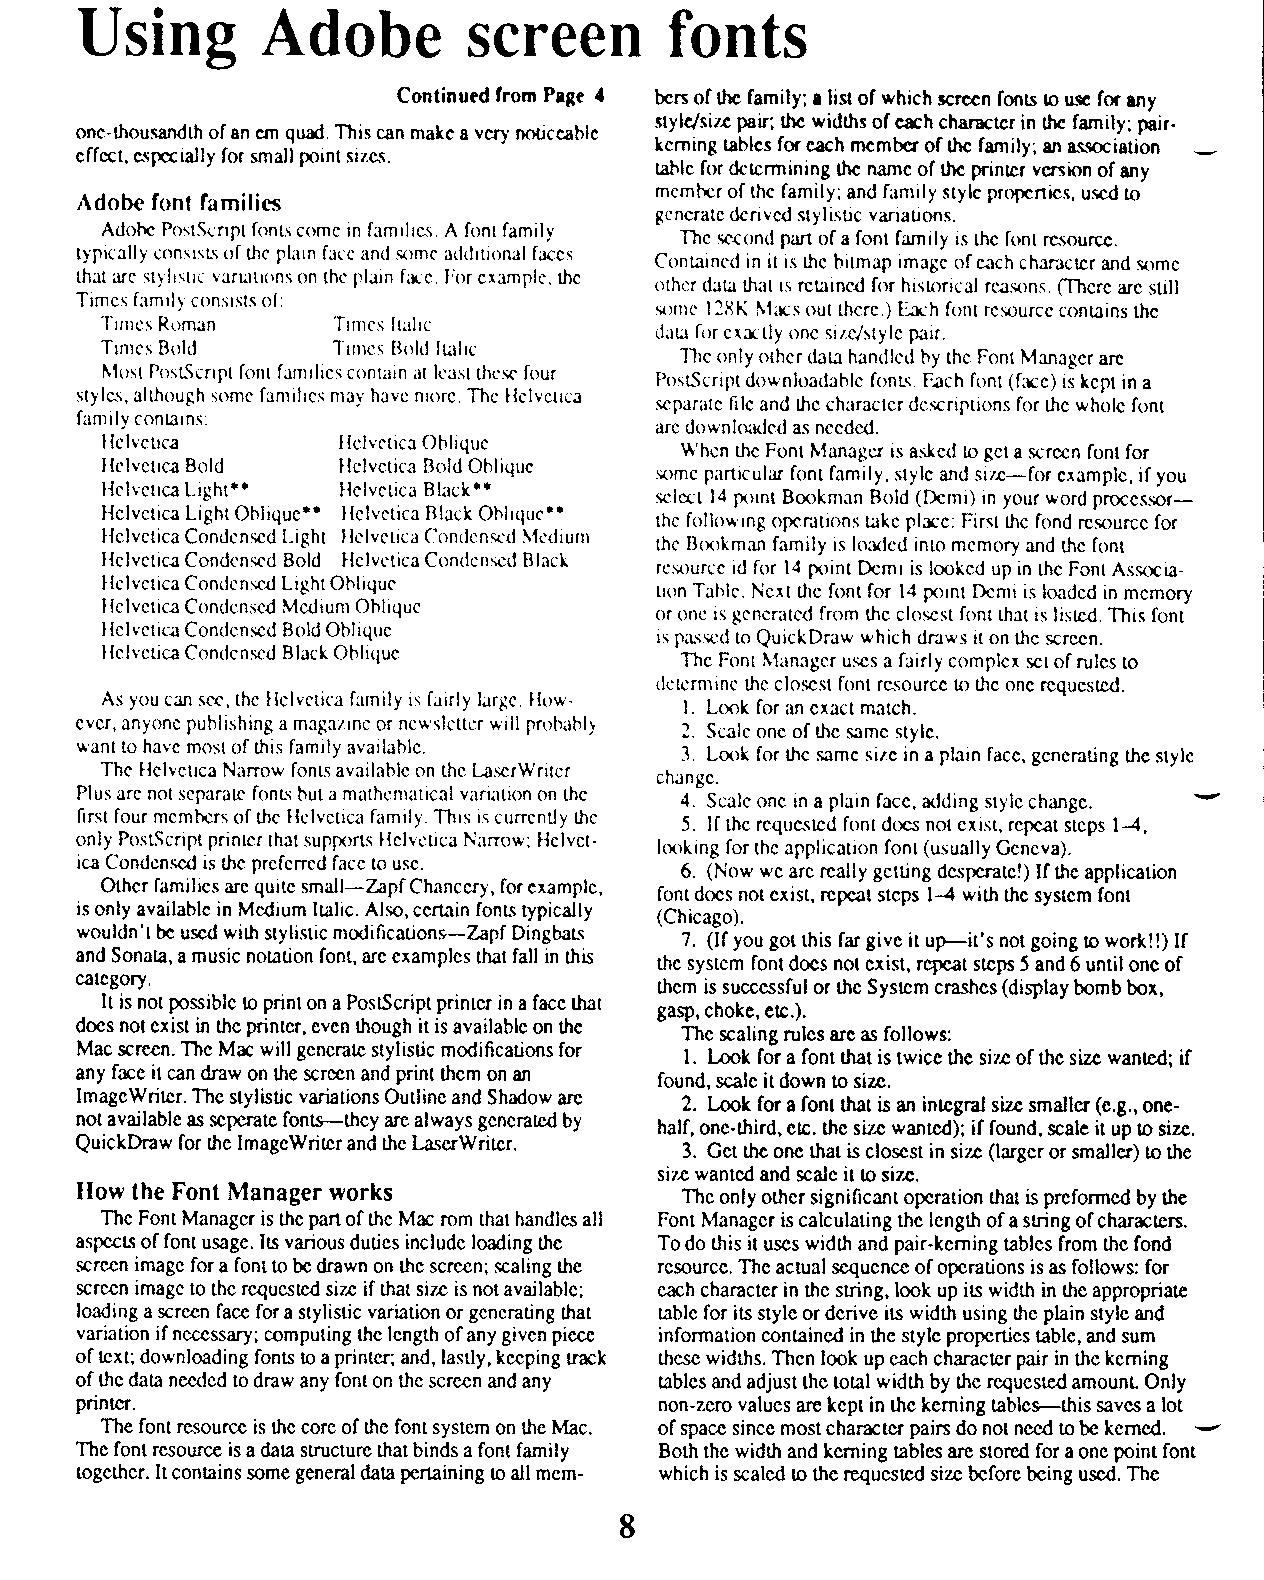 Using Adobe screen fonts
Continued from Page 4
one-thousandth of an em quad. This can make a very noticeable
effect, especially for small point sizes.
Adobe font families
Adobe PostScript fonts come in families. A font family
typically consists of the plain face and some additional faces
that are stylistic variations on the plain face. For example, the
Times family consists of:
Times Roman Times Italic
Times Bold Times Bold Italic
Most PostScript font families contain at least these four
styles, although some families may have more. The Helvetica
family contains:
Helvetica Helvetica Oblique
Helvetica Bold Helvetica Bold Oblique
Helvetica Light** Helvetica Black**
Helvetica Light Oblique** Helvetica Black Oblique**
Helvetica Condensed Light Helvetica Condensed Medium
Helvetica Condensed Bold Helvetica Condensed Black
Helvetica Condensed Light Oblique
Helvetica Condensed Medium Oblique
Helvetica Condensed Bold Oblique
Helvetica Condensed Black Oblique
As you can see, the Helvetica family is fairly large. How-
ever, anyone publishing a magazine or newsletter will probably
want to have most of this family available.
The Helvetica Narrow fonts available on the LaserWriter
Plus are not separate fonts but a mathematical variation on the
first four members of the Helvetica family. This is currently the
only PostScript printer that supports Helvetica Narrow; Helvet-
ica Condensed is the preferred face to use.
Other families are quite small—Zapf Chancery, for example,
is only available in Medium Italic. Also, certain fonts typically
wouldn't be used with stylistic modifications—Zapf Dingbats
and Sonata, a music notation font, are examples that fall in this
category.
It is not possible to print on a PostScript printer in a face that
does not exist in the printer, even though it is available on the
Mac screen. The Mac will generate stylistic modifications for
any face it can draw on the screen and print them on an
ImageWriter. The stylistic variations Outline and Shadow are
not available as seperate fonts—they are always generated by
QuickDraw for the ImageWriter and the LaserWriter.
How the Font Manager works
The Font Manager is the part of the Mac rom that handles all
aspects of font usage. Its various duties include loading the
screen image for a font to be drawn on the screen; scaling the
screen image to the requested size if that size is not available;
loading a screen face for a stylistic variation or generating that
variation if necessary; computing the length of any given piece
of text; downloading fonts to a printer; and, lastly, keeping track
of the data needed to draw any font on the screen and any
printer.
The font resource is the core of the font system on the Mac.
The font resource is a data structure that binds a font family
together. It contains some general data pertaining to all mem-
bers of the family; a list of which screen fonts to use for any
style/size pair; the widths of each character in the family; pair-
kerning tables for each member of the family; an association
table for determining the name of the printer version of any
member of the family; and family style properties, used to
generate derived stylistic variations.
The second part of a font family is the font resource.
Contained in it is the bitmap image of each character and some
other data that is retained for historical reasons. (There are still
some 128K Macs out there.) Each font resource contains the
data for exactly one size/style pair.
The only other data handled by the Font Manager are
PostScript downloadable fonts. Each font (face) is kept in a
separate file and the character descriptions for the whole font
are downloaded as needed.
When the Font Manager is asked to get a screen font for
some particular font family, style and size—for example, if you
select 14 point Bookman Bold (Demi) in your word processor—
the following operations take place: First the fond resource for
the Bookman family is loaded into memory and the font
resource id for 14 point Demi is looked up in the Font Associa-
tion Table. Next the font for 14 point Demi is loaded in memory
or one is generated from the closest font that is listed. This font
is passed to QuickDraw which draws it on the screen.
The Font Manager uses a fairly complex set of rules to
determine the closest font resource to the one requested.
1. Look for an exact match.
2. Scale one of the same style.
3. Look for the same size in a plain face, generating the style
change.
4. Scale one in a plain face, adding style change.
5. If the requested font does not exist, repeat steps 1–4,
looking for the application font (usually Geneva).
6. (Now we are really getting desperate!) If the application
font does not exist, repeat steps 1–4 with the system font
(Chicago).
7. (If you got this far give it up—it's not going to work!!) If
the system font does not exist, repeat steps 5 and 6 until one of
them is successful or the System crashes (display bomb box,
gasp, choke, etc.).
The scaling rules are as follows:
1. Look for a font that is twice the size of the size wanted; if
found, scale it down to size.
2. Look for a font that is an integral size smaller (e.g., one-
half, one-third, etc. the size wanted); if found, scale it up to size.
3. Get the one that is closest in size (larger or smaller) to the
size wanted and scale it to size.
The only other significant operation that is preformed by the
Font Manager is calculating the length of a string of characters.
To do this it uses width and pair-kerning tables from the fond
resource. The actual sequence of operations is as follows: for
each character in the string, look up its width in the appropriate
table for its style or derive its width using the plain style and
information contained in the style properties table, and sum
these widths. Then look up each character pair in the kerning
tables and adjust the total width by the requested amount. Only
non-zero values are kept in the kerning tables—this saves a lot
of space since most character pairs do not need to be kerned.
Both the width and kerning tables are stored for a one point font
which is scaled to the requested size before being used. The
8